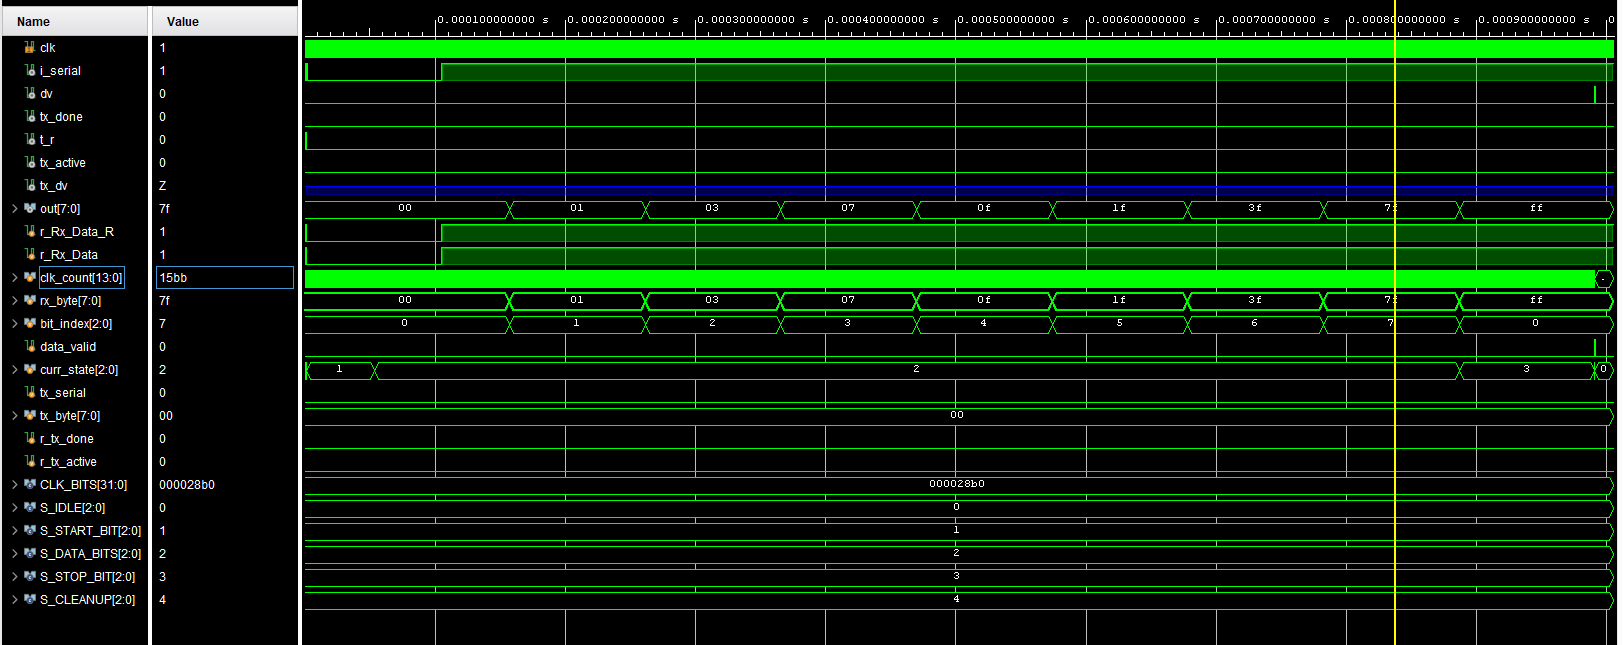 Name Value 0.000100000000 s 0.000200000000 s 0.000300000000 s 0.000400000000 s 0.000500000000 s 0.000600000000 s 0.000700000000 s 0.000800000000 s 0.000900000000 s 0
clk 1
i_serial 1
dv 0
tx_done 0
t_r 0
tx_active 0
tx_dv Z
out[7:0] 7f 00 01 03 07 0f 1f 3f 7f ff
r_Rx_Data_R 1
r_Rx_Data 1
clk_count[13:0] 15bb
rx_byte[7:0] 7f 00 01 03 07 0f 1f 3f 7f ff
bit_index[2:0] 7 0 1 2 3 4 5 6 7 0
data_valid 0
curr_state[2:0] 2 1 2 3 0
tx_serial 0
tx_byte[7:0] 00 00
r_tx_done 0
r_tx_active 0
CLK_BITS[31:0] 000028b0 000028b0
S_IDLE[2:0] 0 0
S_START_BIT[2:0] 1 1
S_DATA_BITS[2:0] 2 2
S_STOP_BIT[2:0] 3 3
S_CLEANUP[2:0] 4 4